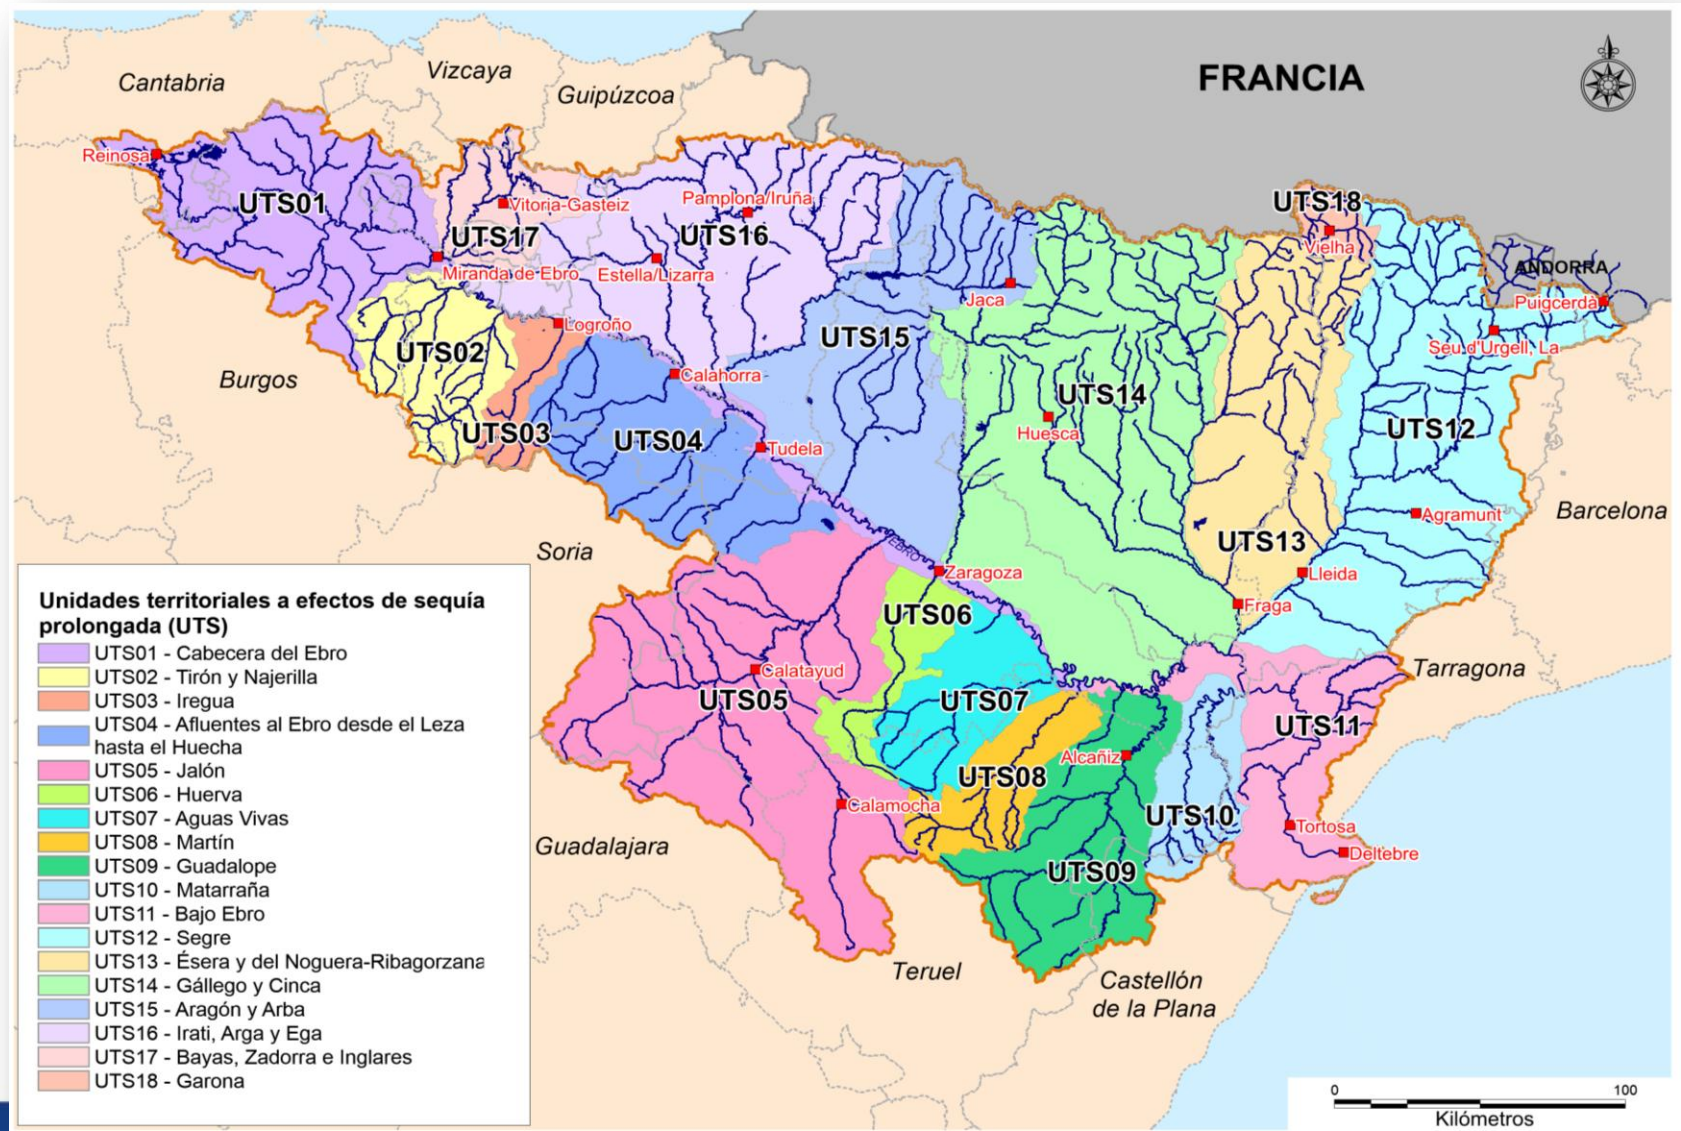 Cantabria
Vizcaya
Guipúzcoa
FRANCIA
Reinosa
UTS01
Vitoria-Gasteiz
Pamplona/Iruña
UTS17
UTS16
UTS18
Vielha
Miranda de Ebro
Estella/Lizarra
ANDORRA
Jaca
Puigcerdà
Logroño
UTS02
UTS15
Seu d'Urgell, La
Burgos
Calahorra
UTS14
UTS03
UTS04
Huesca
UTS12
Tudela
Agramunt
Barcelona
Soria
EBRO
UTS13
Zaragoza
Lleida
Fraga
UTS06
Calatayud
Tarragona
UTS05
UTS07
UTS11
Alcañiz
UTS08
Calamocha
UTS10
Tortosa
Guadalajara
Deltebre
UTS09
Teruel
Castellón
de la Plana
Unidades territoriales a efectos de sequía
prolongada (UTS)
UTS01 - Cabecera del Ebro
UTS02 - Tirón y Najerilla
UTS03 - Iregua
UTS04 - Afluentes al Ebro desde el Leza
hasta el Huecha
UTS05 - Jalón
UTS06 - Huerva
UTS07 - Aguas Vivas
UTS08 - Martín
UTS09 - Guadalope
UTS10 - Matarraña
UTS11 - Bajo Ebro
UTS12 - Segre
UTS13 - Ésera y del Noguera-Ribagorzana
UTS14 - Gállego y Cinca
UTS15 - Aragón y Arba
UTS16 - Irati, Arga y Ega
UTS17 - Bayas, Zadorra e Inglares
UTS18 - Garona
0 100
Kilómetros